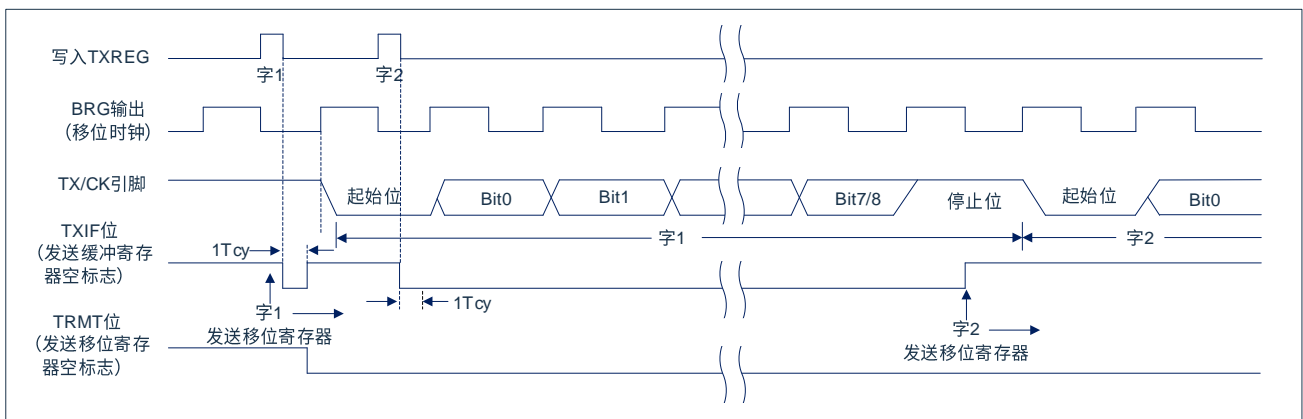 写入TXREG
字1
字2
BRG输出
（移位时钟）
TX/CK引脚
起始位
Bit0
Bit1
Bit7/8
停止位
起始位
Bit0
TXIF位
（发送缓冲寄存
器空标志）
1Tcy
字1
字2
1Tcy
字1
发送移位寄存器
字2
发送移位寄存器
TRMT位
（发送移位寄存
器空标志）